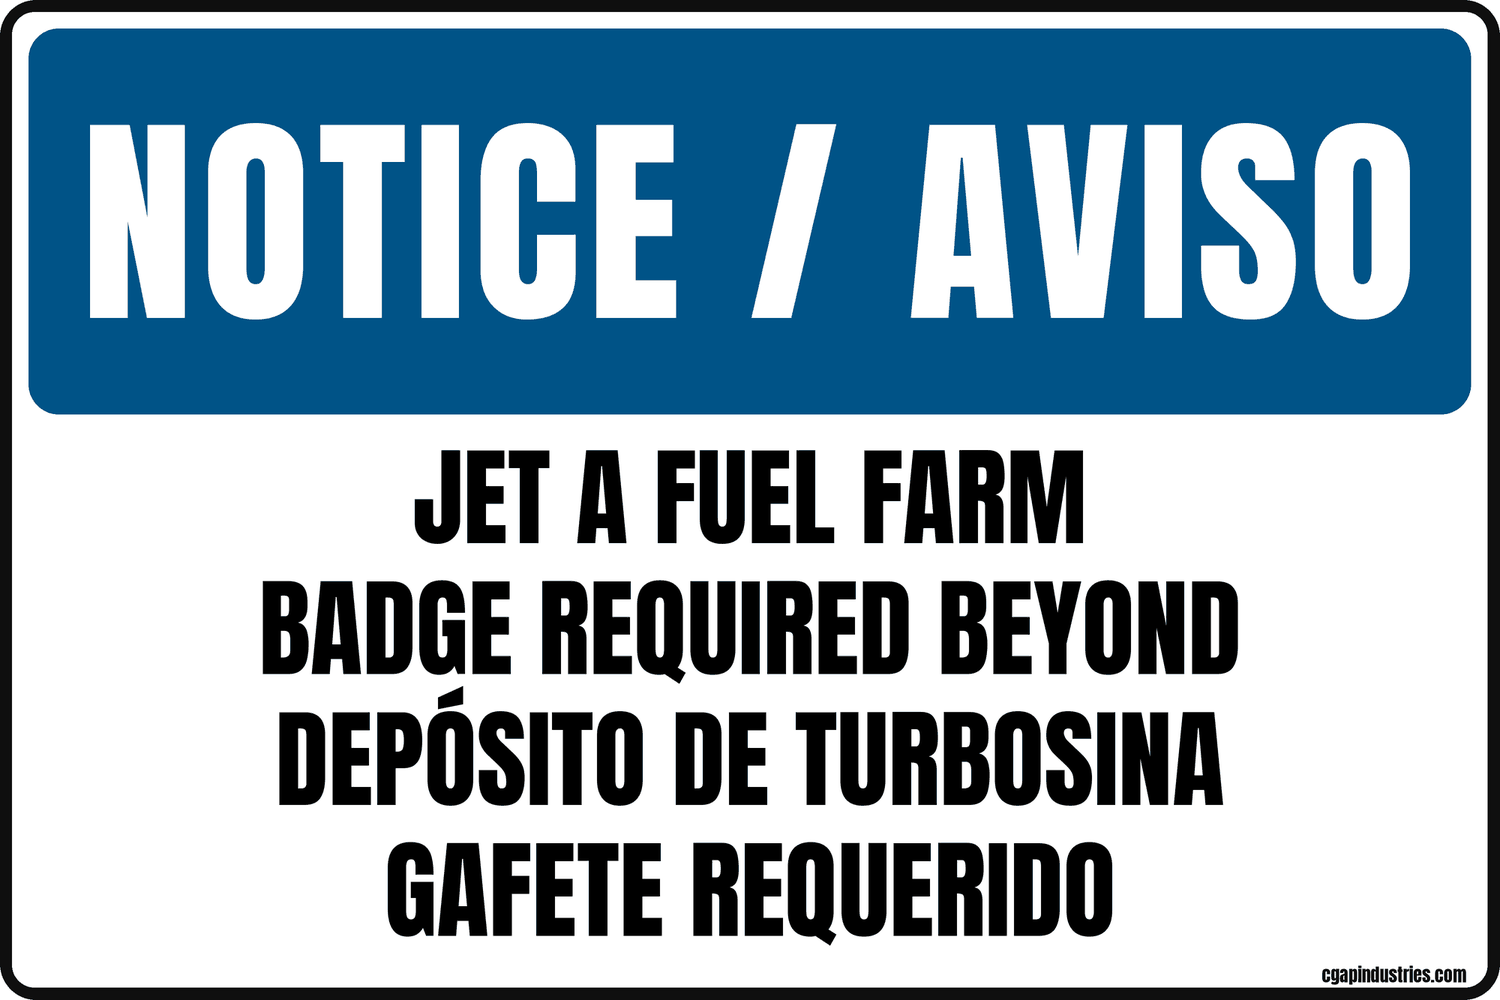 NOTICE / AVISO
JET A FUEL FARM
BADGE REQUIRED BEYOND
DEPÓSITO DE TURBOSINA
GAFETE REQUERIDO
cgapindustries.com